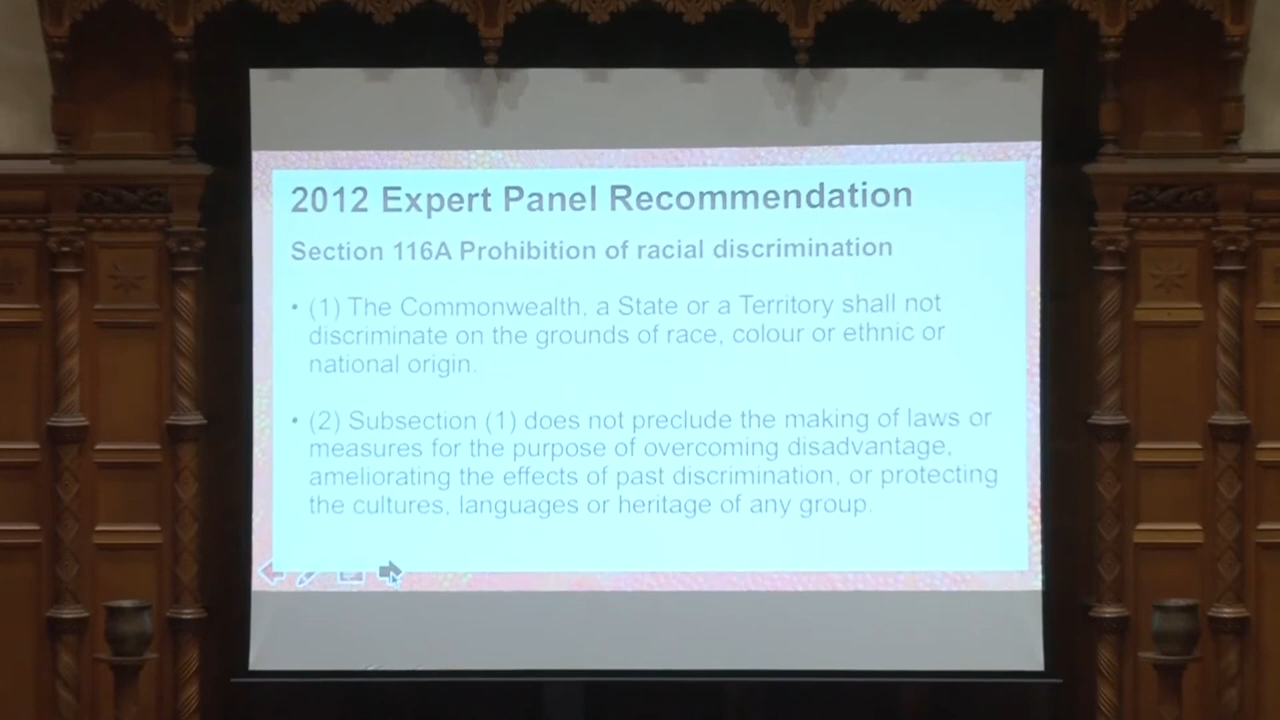 2012 Expert Panel Recommendation
Section 116A Prohibition of racial discrimination
• (1) The Commonwealth, a State or a Territory shall not
discriminate on the grounds of race, colour or ethnic or
national origin.
• (2) Subsection (1) does not preclude the making of laws or
measures for the purpose of overcoming disadvantage,
ameliorating the effects of past discrimination, or protecting
the cultures, languages or heritage of any group.